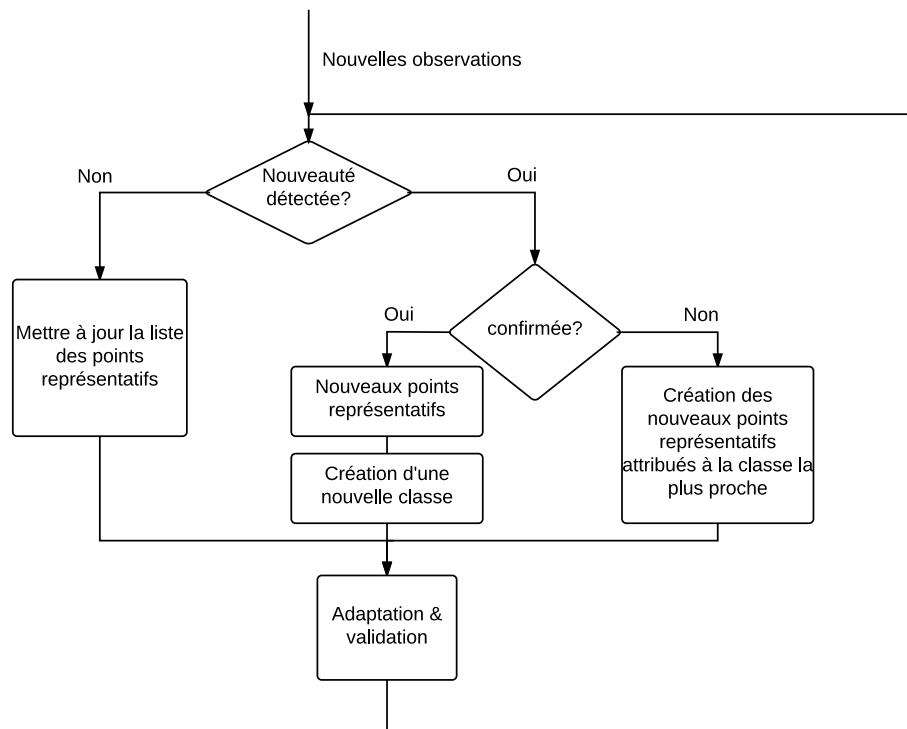 Nouvelles observations
Nouveauté
détectée?
Non
Oui
Mettre à jour la liste
des points
représentatifs
confirmée?
Oui
Non
Nouveaux points
représentatifs
Création d'une
nouvelle classe
Création des
nouveaux points
représentatifs
attribués à la classe la
plus proche
Adaptation &
validation